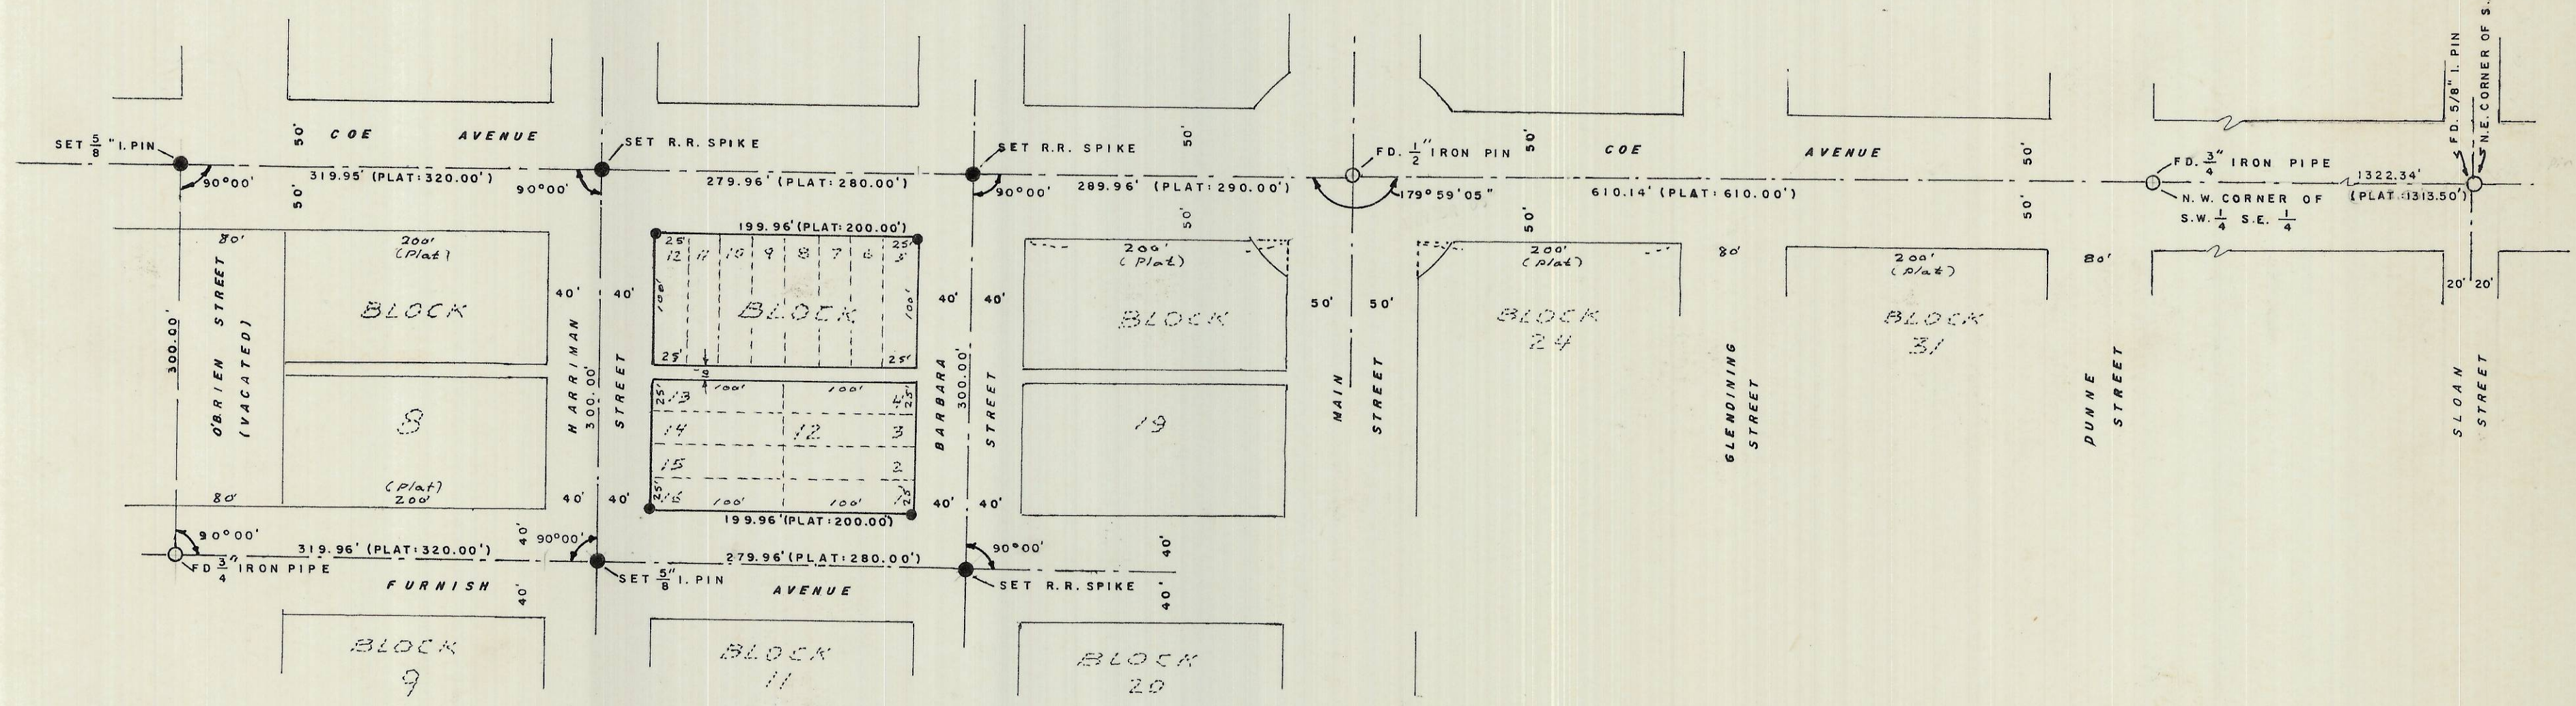 FD. 5/8" I. PIN
N.E. CORNER OF S.
COE AVENUE
50'
50'
SET 5/8" I. PIN
90°00'
319.95' (PLAT:320.00')
90°00'
SET R.R. SPIKE
279.96' (PLAT:280.00')
SET R.R. SPIKE
90°00'
289.96' (PLAT:290.00')
50'
50'
FD. 1/2" IRON PIN
179°59'05"
50'
50'
COE AVENUE
610.14' (PLAT:610.00')
50'
50'
FD. 3/4" IRON PIPE
N.W. CORNER OF
S.W. 1/4 S.E. 1/4
1322.34'
(PLAT:1313.50')
80'
O'BRIEN STREET
(VACATED)
300.00'
80'
200'
(Plat)
BLOCK
8
(Plat)
200'
40' 40'
HARRIMAN
STREET
300.00'
40' 40'
199.96'(PLAT:200.00')
25' 25'
12 11 10 9 8 7 6 5
100' 100'
BLOCK
25' 25'
100' 100'
25' 13 4 25'
14 12 3
15 2
25' 16 100' 100' 1 25'
199.96'(PLAT:200.00')
40' 40'
BARBARA
STREET
300.00'
40' 40'
200'
(Plat)
BLOCK
19
50' 50'
MAIN
STREET
200'
(Plat)
BLOCK
24
80'
GLENDINING
STREET
200'
(Plat)
BLOCK
31
80'
DUNNE
STREET
20' 20'
SLOAN
STREET
90°00'
FD 3/4" IRON PIPE
319.96' (PLAT:320.00')
40'
40'
90°00'
SET 5/8" I. PIN
279.96' (PLAT:280.00')
90°00'
SET R.R. SPIKE
40'
40'
FURNISH AVENUE
BLOCK
9
BLOCK
11
BLOCK
20